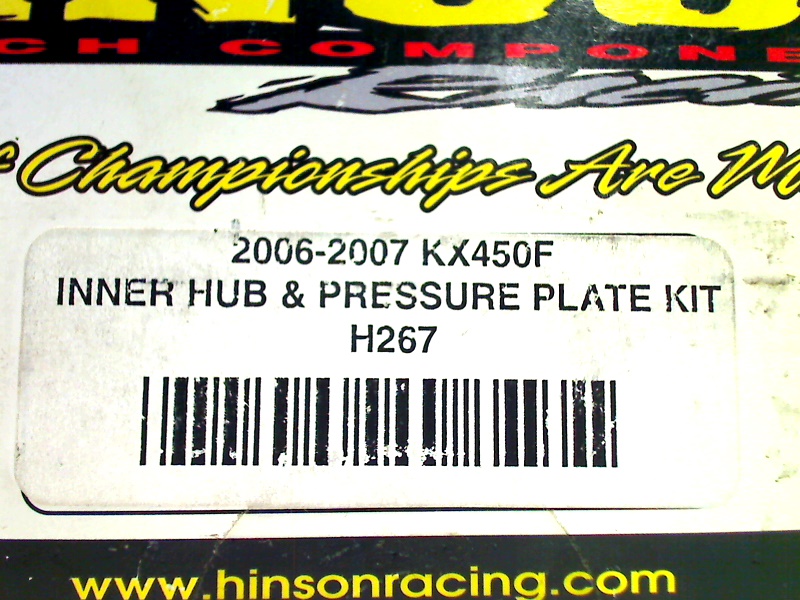 CH COMPONE
f Championships Are M
2006-2007 KX450F
INNER HUB & PRESSURE PLATE KIT
H267
www.hinsonracing.com